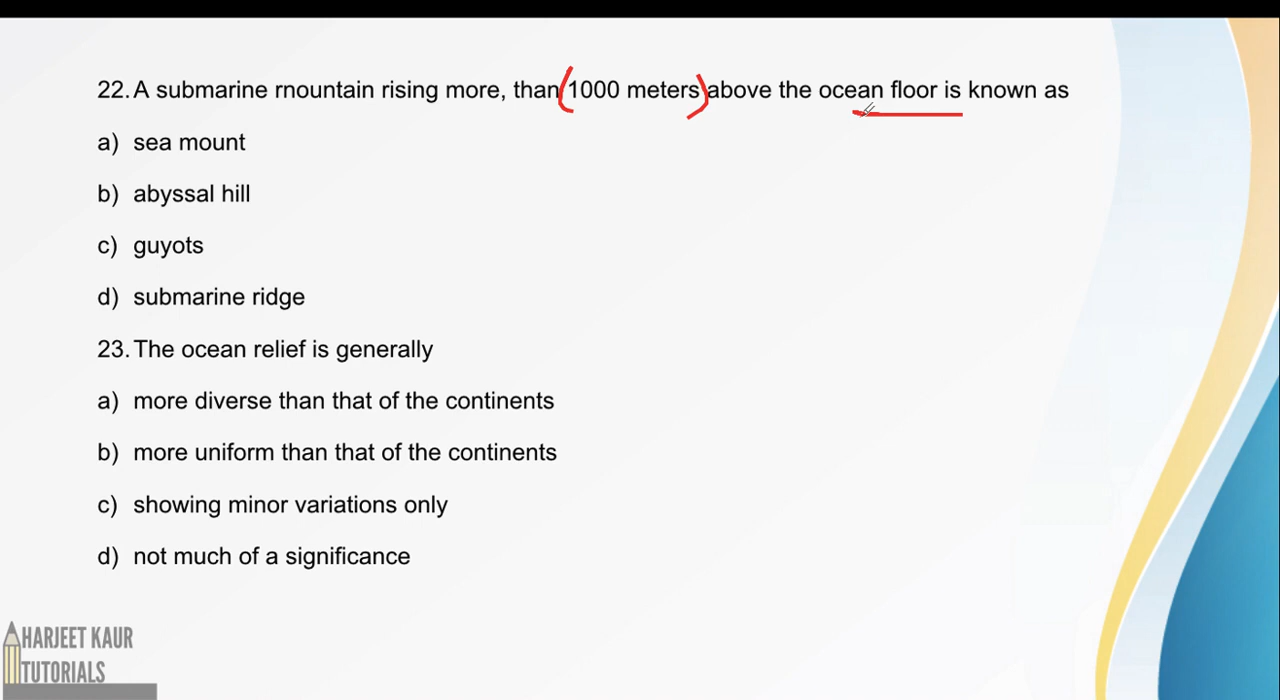 22. A submarine rnountain rising more, than 1000 meters above the ocean floor is known as
a) sea mount
b) abyssal hill
c) guyots
d) submarine ridge
23. The ocean relief is generally
a) more diverse than that of the continents
b) more uniform than that of the continents
c) showing minor variations only
d) not much of a significance
HARJEET KAUR
TUTORIALS